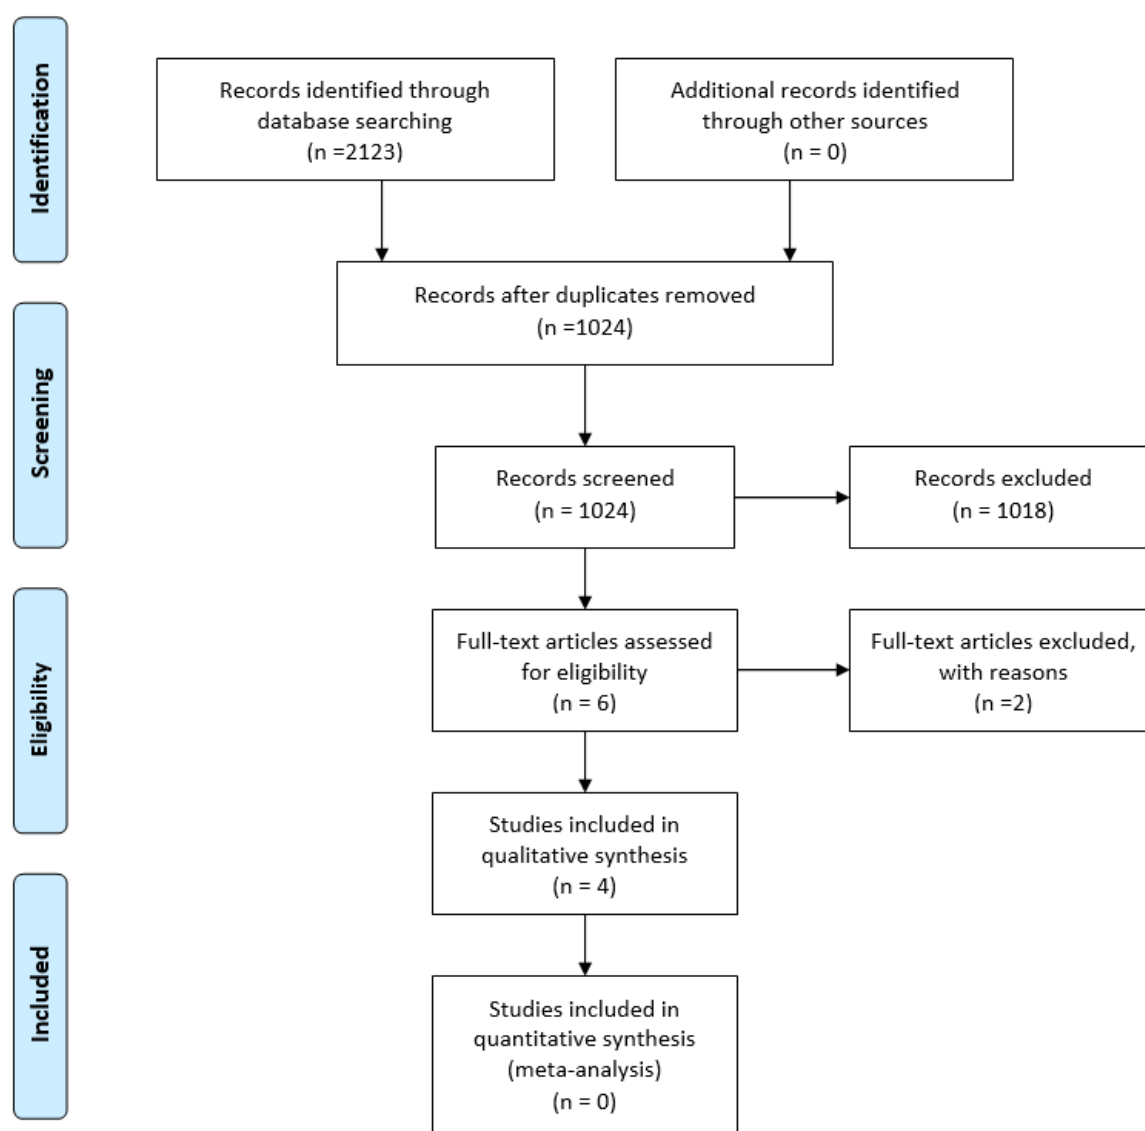 Identification
Records identified through
database searching
(n =2123)
Additional records identified
through other sources
(n = 0)
Records after duplicates removed
(n =1024)
Screening
Records screened
(n = 1024)
Records excluded
(n = 1018)
Eligibility
Full-text articles assessed
for eligibility
(n = 6)
Full-text articles excluded,
with reasons
(n =2)
Studies included in
qualitative synthesis
(n = 4)
Included
Studies included in
quantitative synthesis
(meta-analysis)
(n = 0)